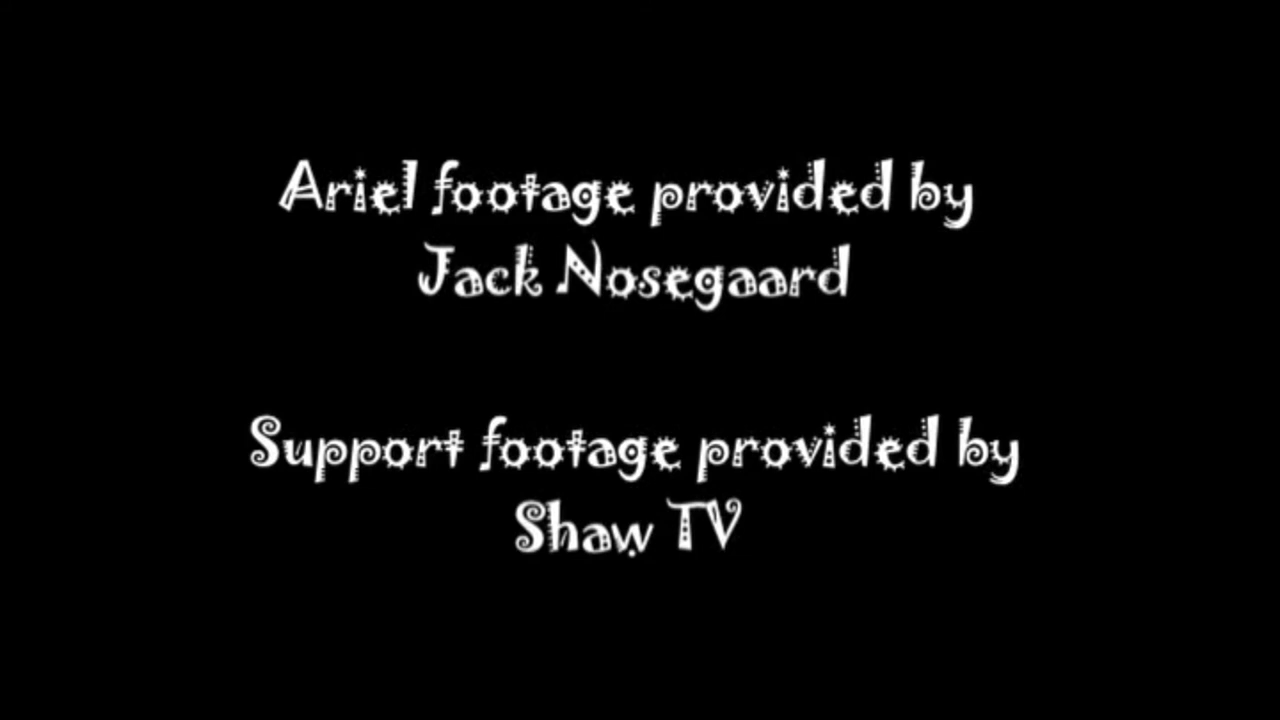 Ariel footage provided by
Jack Nosegaard
Support footage provided by
Shaw TV